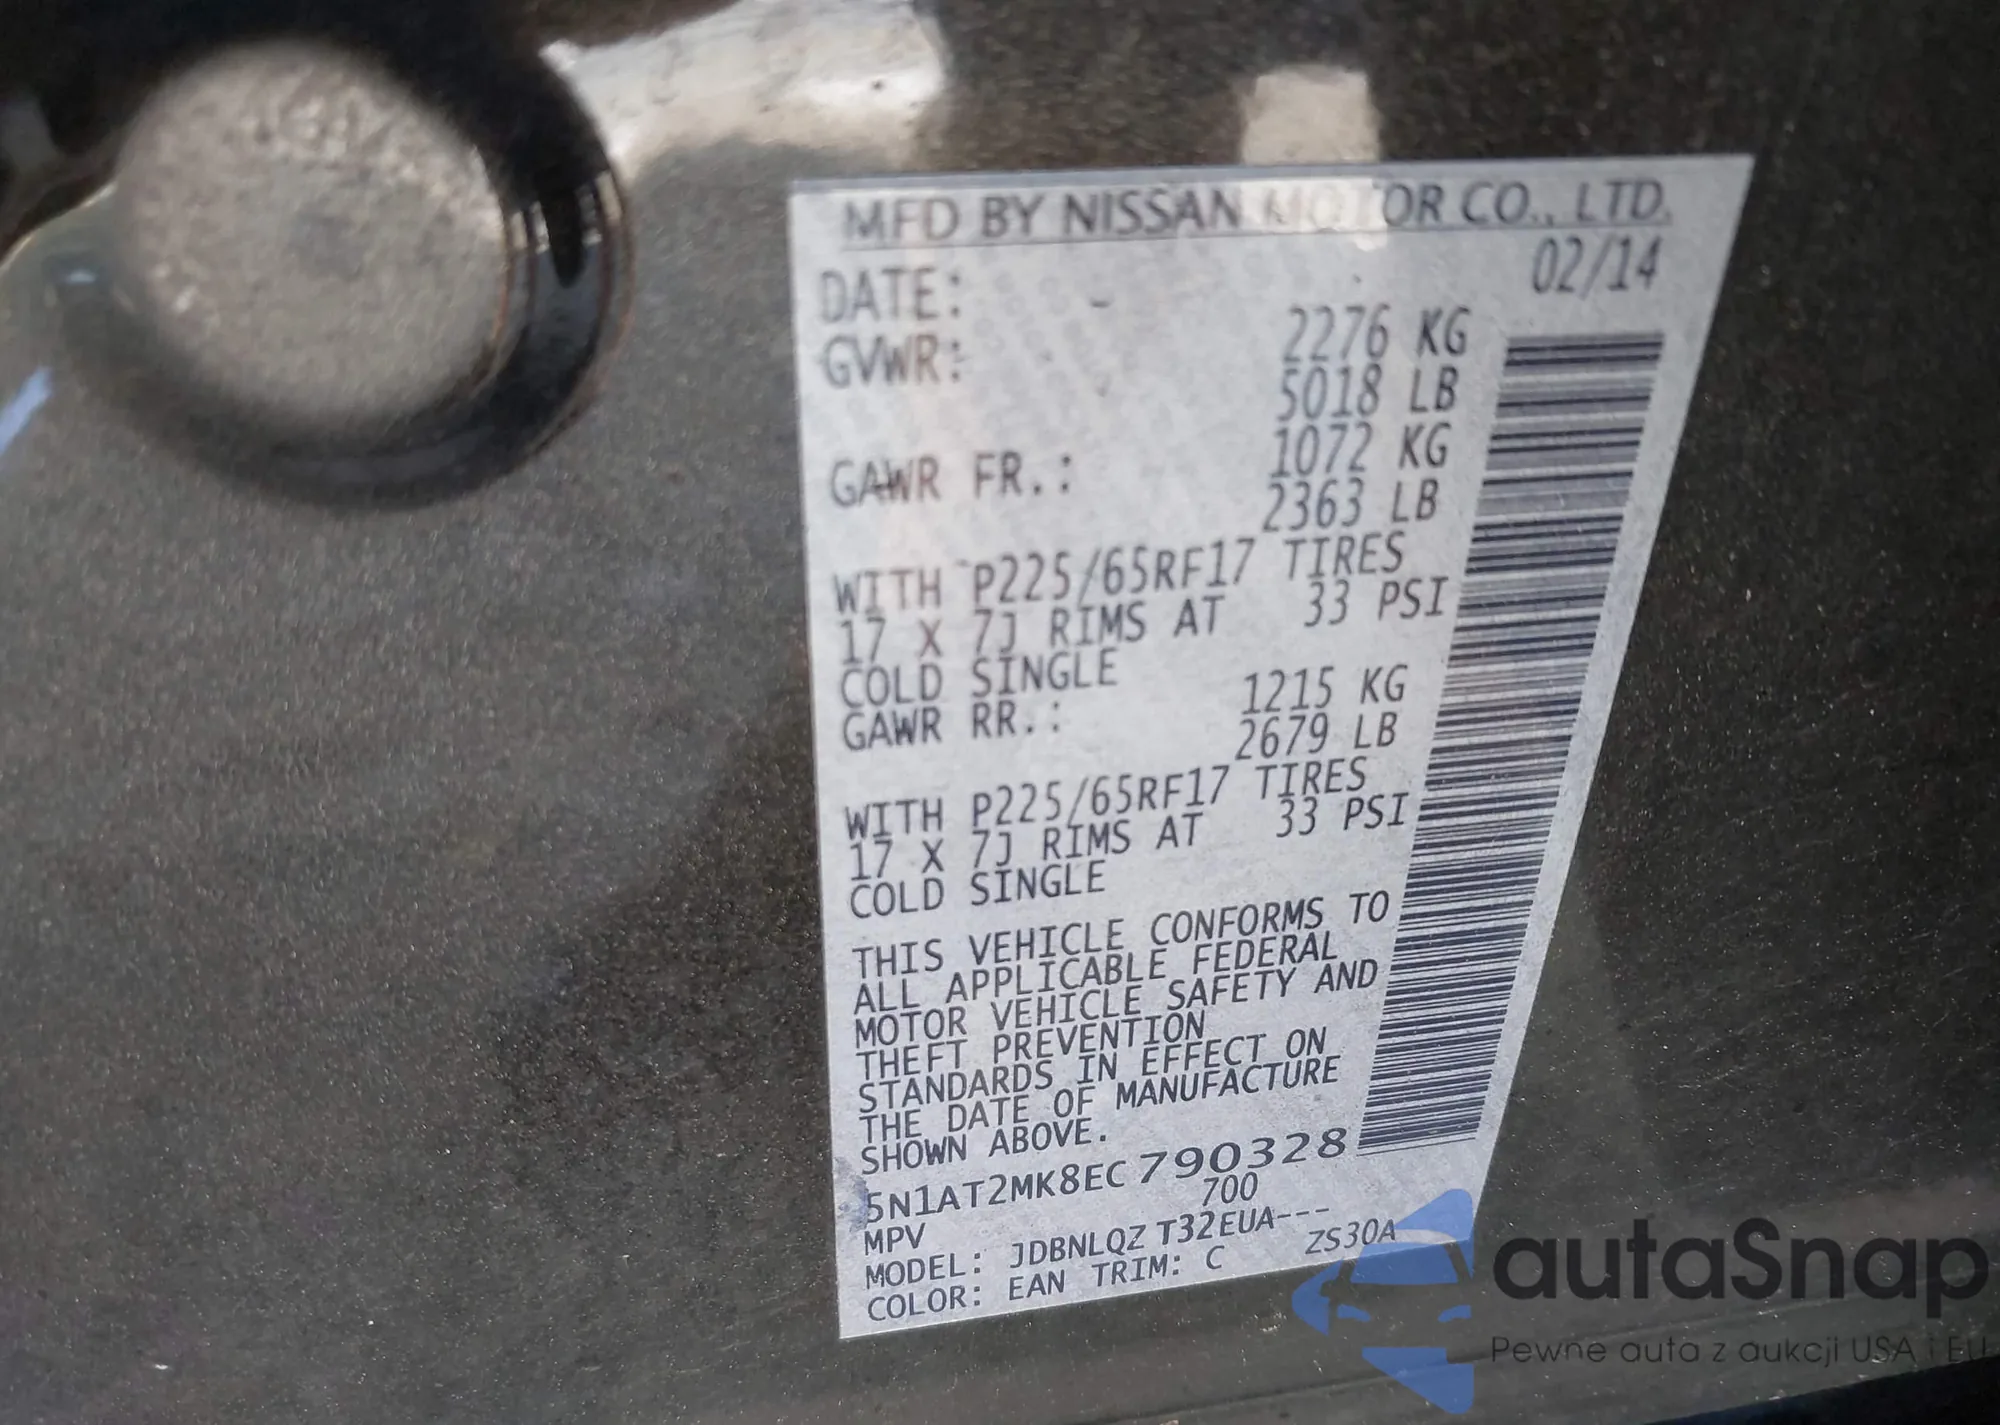 MFD BY NISSAN MOTOR CO., LTD.
DATE: 02/14
GVWR: 2276 KG
5018 LB
GAWR FR.: 1072 KG
2363 LB
WITH P225/65RF17 TIRES
17 X 7J RIMS AT 33 PSI
COLD SINGLE
GAWR RR.: 1215 KG
2679 LB
WITH P225/65RF17 TIRES
17 X 7J RIMS AT 33 PSI
COLD SINGLE
THIS VEHICLE CONFORMS TO
ALL APPLICABLE FEDERAL
MOTOR VEHICLE SAFETY AND
THEFT PREVENTION
STANDARDS IN EFFECT ON
THE DATE OF MANUFACTURE
SHOWN ABOVE.
5N1AT2MK8EC790328
MPV 700
MODEL: JDBNLQZ T32EUA---
COLOR: EAN TRIM: C ZS30A
autaSnap
Pewne auta z aukcji USA i EU